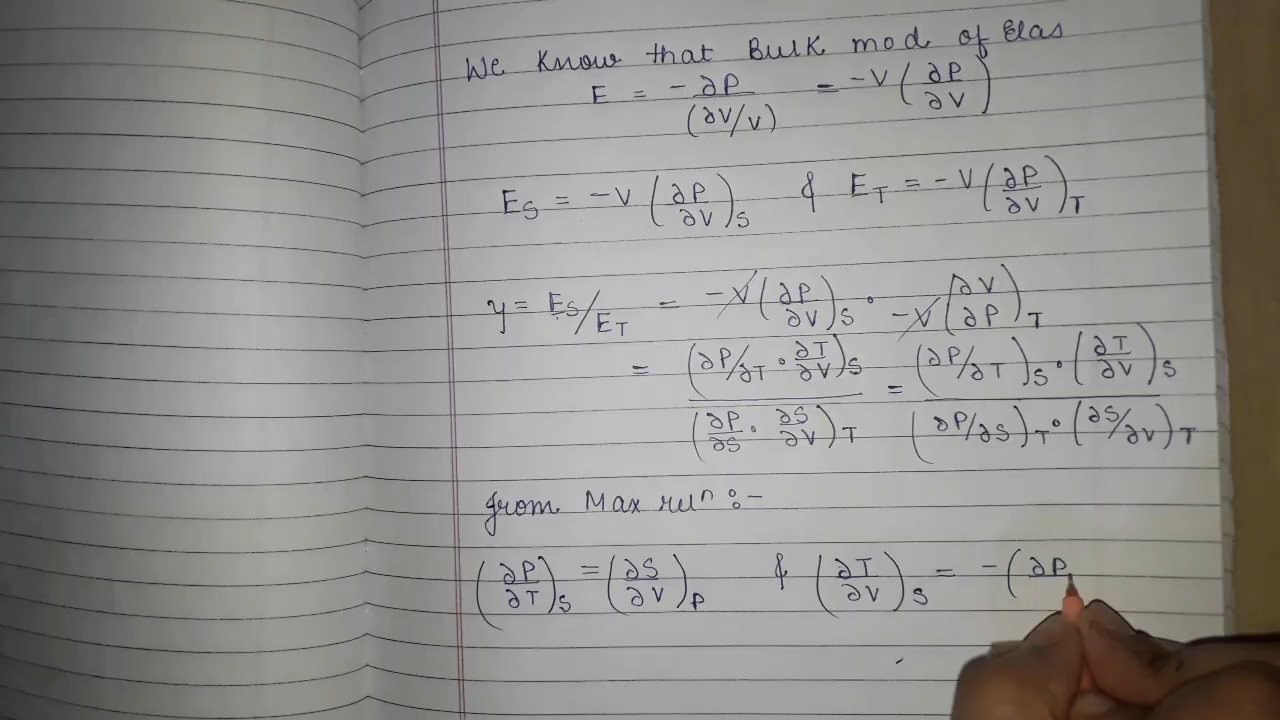 We Know that Bulk mod of Elas
E = -∂P/(∂V/V) = -V (∂P/∂V)
E_S = -V (∂P/∂V)_S & E_T = -V (∂P/∂V)_T
γ = E_S/E_T = -V (∂P/∂V)_S · (∂V/∂P)_T/-V
= (∂P/∂T · ∂T/∂V)_S / (∂P/∂S · ∂S/∂V)_T = (∂P/∂T)_S · (∂T/∂V)_S / (∂P/∂S)_T · (∂S/∂V)_T
from Max relⁿ :-
(∂P/∂T)_S = (∂S/∂V)_P & (∂T/∂V)_S = - (∂P